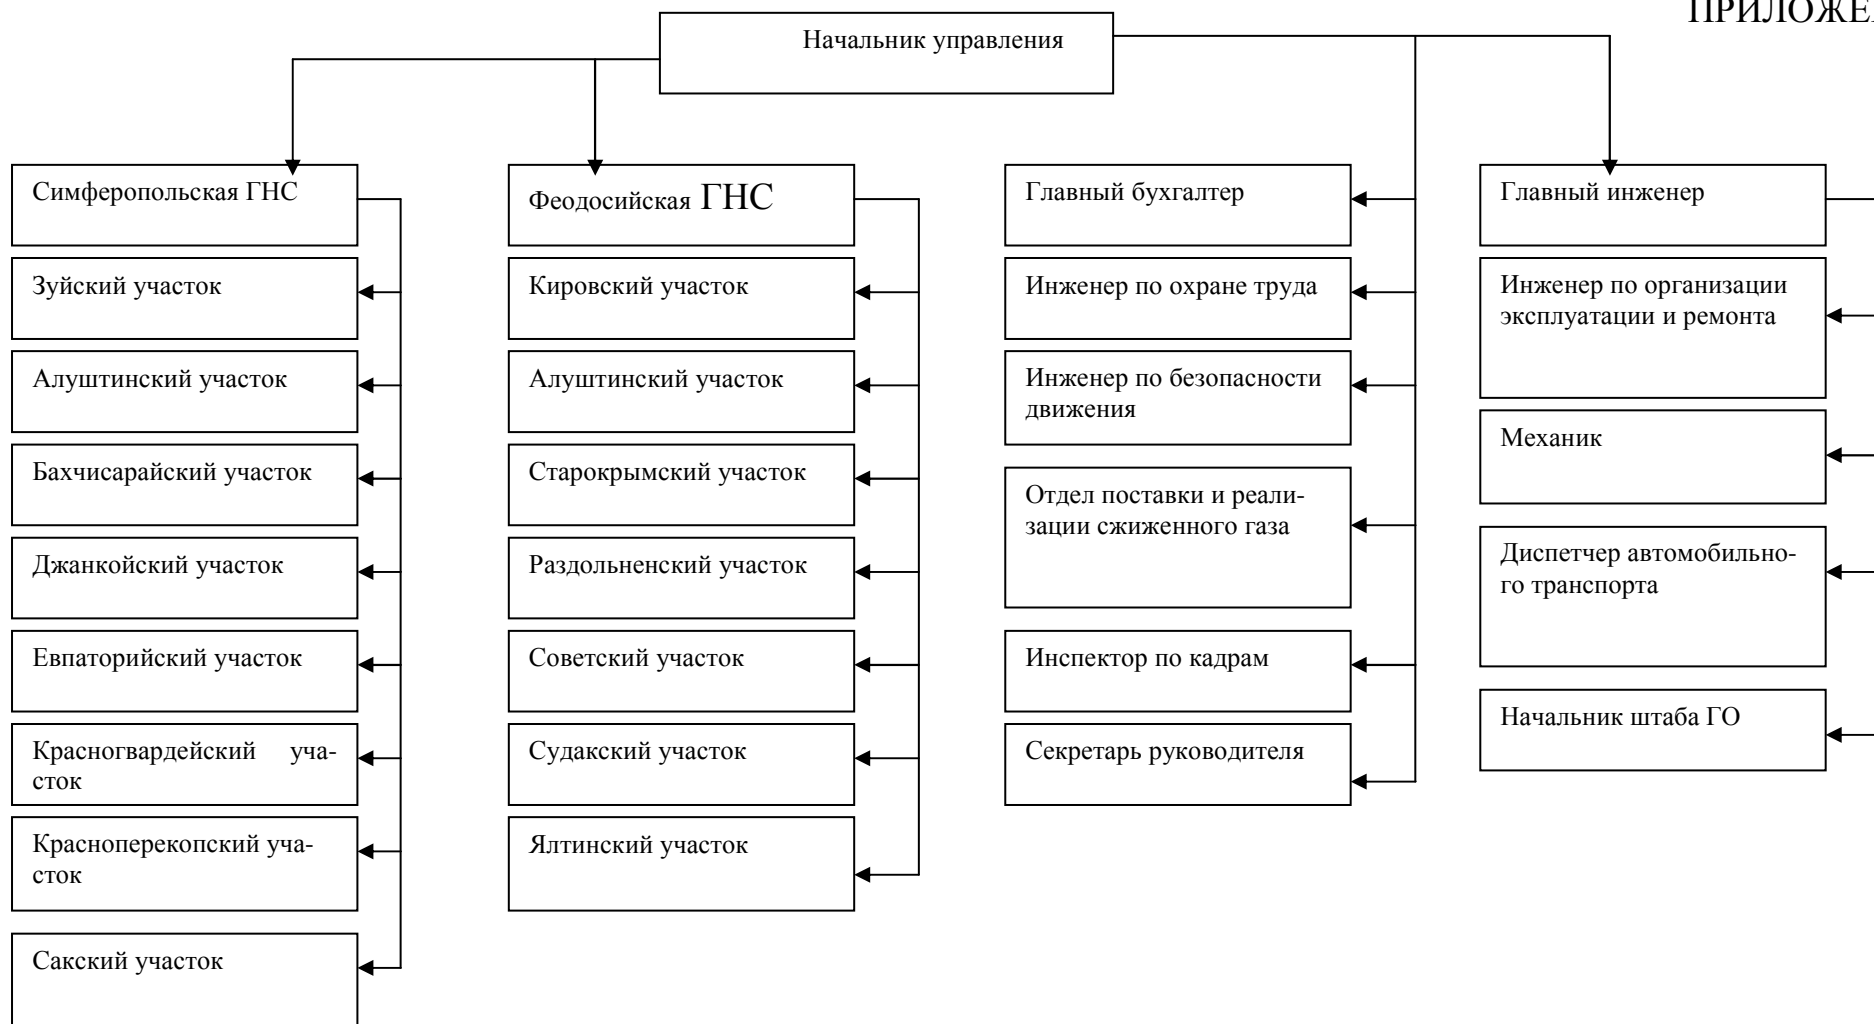 ПРИЛОЖЕ
Начальник управления
Симферопольская ГНС
Зуйский участок
Алуштинский участок
Бахчисарайский участок
Джанкойский участок
Евпаторийский участок
Красногвардейский уча-
сток
Красноперекопский уча-
сток
Сакский участок
Феодосийская ГНС
Кировский участок
Алуштинский участок
Старокрымский участок
Раздольненский участок
Советский участок
Судакский участок
Ялтинский участок
Главный бухгалтер
Инженер по охране труда
Инженер по безопасности
движения
Отдел поставки и реали-
зации сжиженного газа
Инспектор по кадрам
Секретарь руководителя
Главный инженер
Инженер по организации
эксплуатации и ремонта
Механик
Диспетчер автомобильно-
го транспорта
Начальник штаба ГО